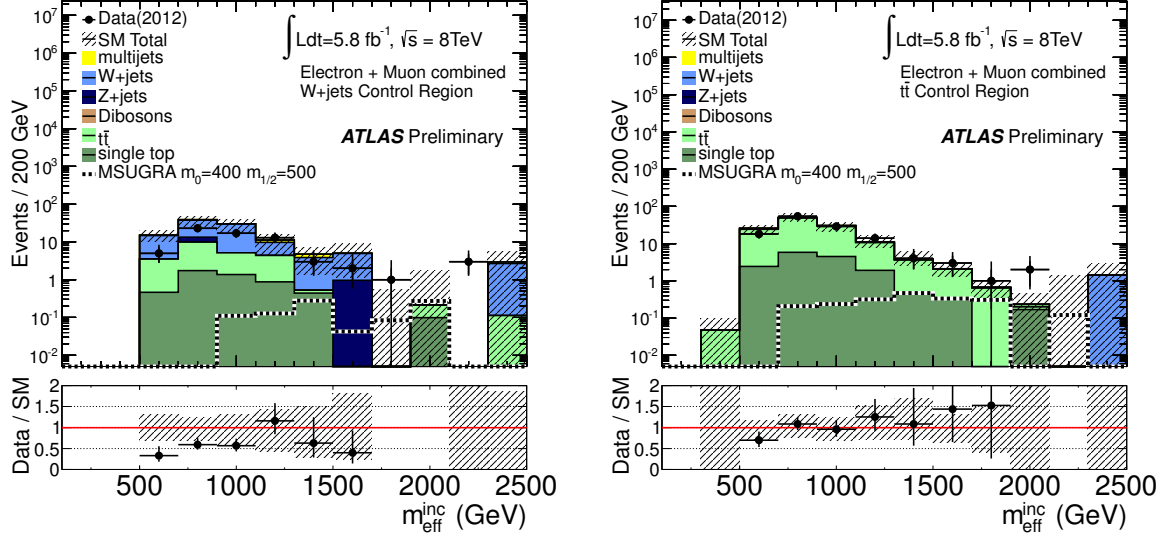 Events / 200 GeV
10^7
10^6
10^5
10^4
10^3
10^2
10
1
10^-1
10^-2
Data(2012)
SM Total
multijets
W+jets
Z+jets
Dibosons
tt̄
single top
MSUGRA m_0=400 m_1/2=500
∫Ldt=5.8 fb^-1, √s = 8TeV
Electron + Muon combined
W+jets Control Region
ATLAS Preliminary
Data / SM
2
1.5
1
0.5
0
500 1000 1500 2000 2500
m_eff^inc (GeV)
Events / 200 GeV
10^7
10^6
10^5
10^4
10^3
10^2
10
1
10^-1
10^-2
Data(2012)
SM Total
multijets
W+jets
Z+jets
Dibosons
tt̄
single top
MSUGRA m_0=400 m_1/2=500
∫Ldt=5.8 fb^-1, √s = 8TeV
Electron + Muon combined
tt̄ Control Region
ATLAS Preliminary
Data / SM
2
1.5
1
0.5
0
500 1000 1500 2000 2500
m_eff^inc (GeV)